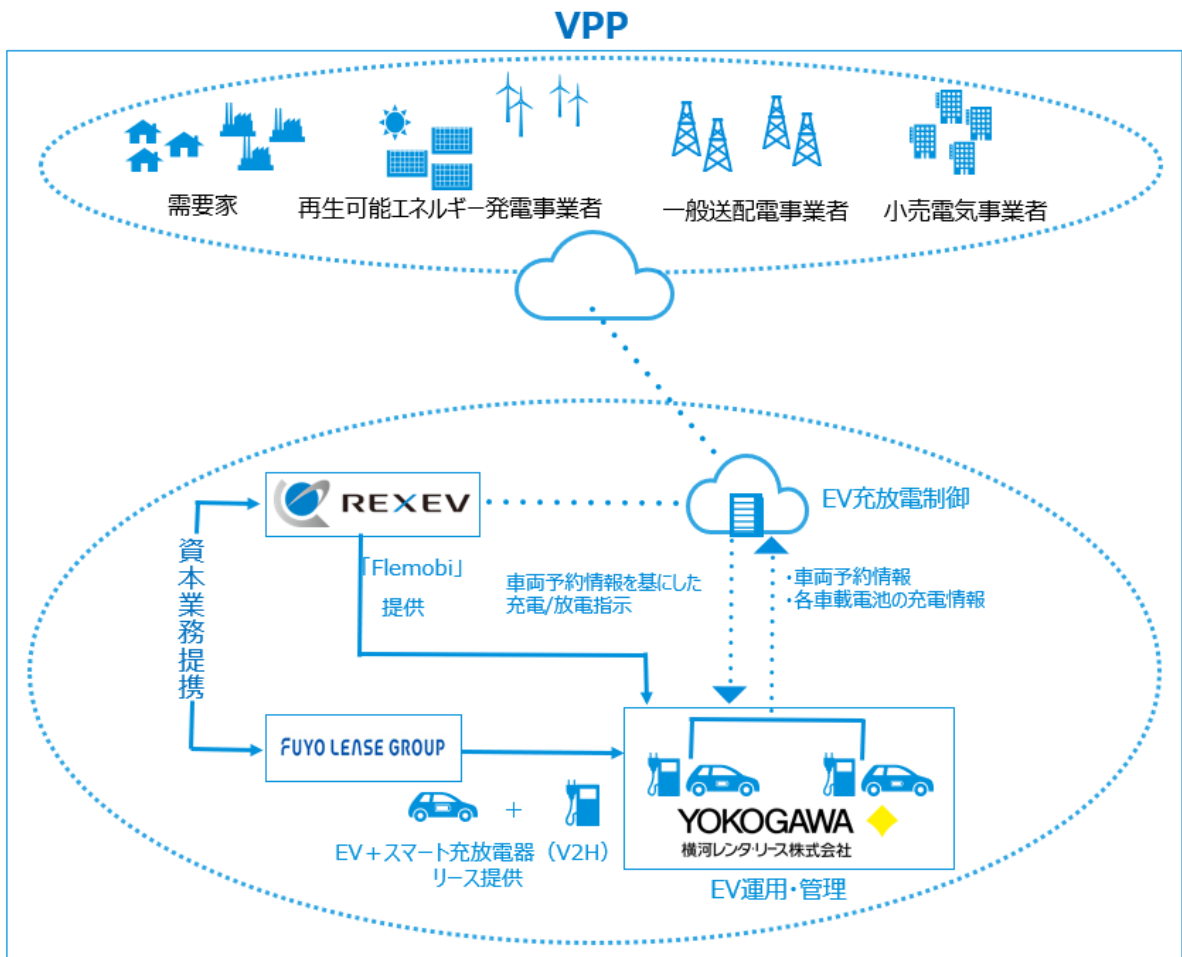 VPP
需要家
再生可能エネルギー発電事業者
一般送配電事業者
小売電気事業者
REXEV
EV充放電制御
資本業務提携
「Flemobi」
提供
車両予約情報を基にした
充電/放電指示
・車両予約情報
・各車載電池の充電情報
FUYO LEASE GROUP
EV+スマート充放電器（V2H）
リース提供
+
YOKOGAWA
横河レンタ・リース株式会社
EV運用・管理